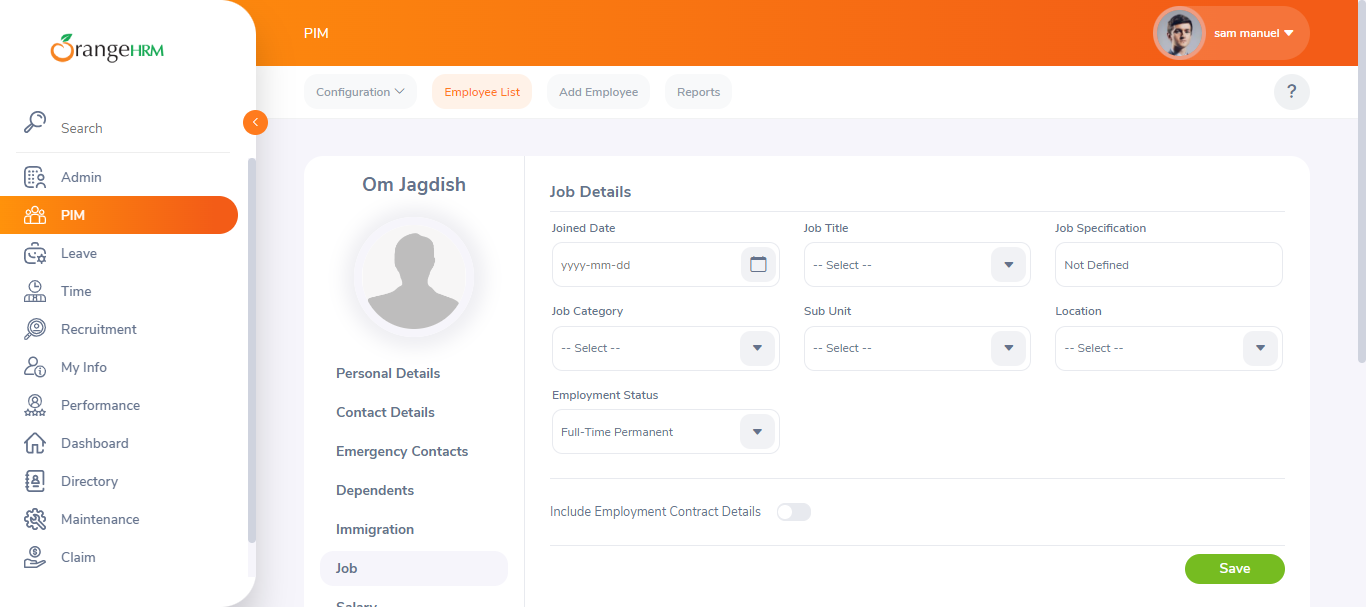 OrangeHRM
PIM
sam manuel
Configuration
Employee List
Add Employee
Reports
?
Search
Admin
PIM
Leave
Time
Recruitment
My Info
Performance
Dashboard
Directory
Maintenance
Claim
Om Jagdish
Personal Details
Contact Details
Emergency Contacts
Dependents
Immigration
Job
Salary
Job Details
Joined Date
Job Title
Job Specification
yyyy-mm-dd
-- Select --
Not Defined
Job Category
Sub Unit
Location
-- Select --
-- Select --
-- Select --
Employment Status
Full-Time Permanent
Include Employment Contract Details
Save